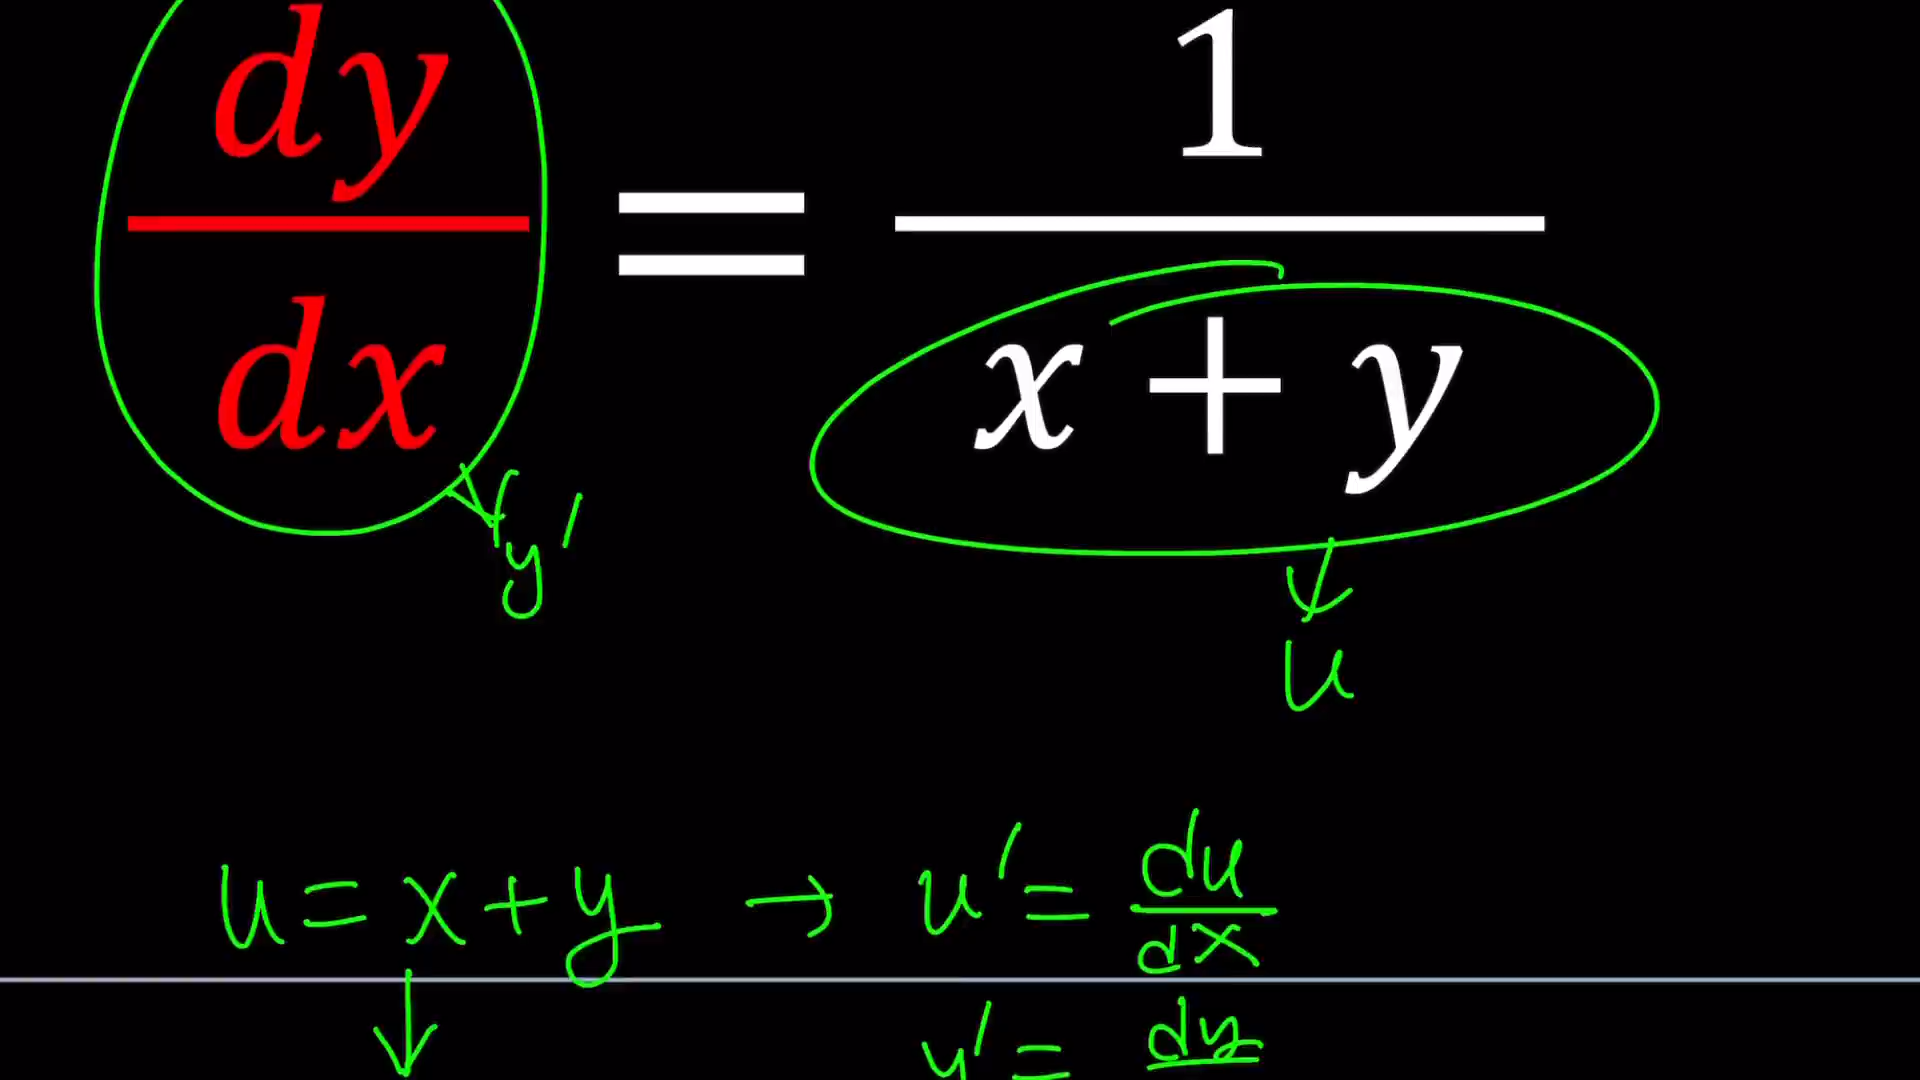 dy/dx = 1/(x + y)
y'
u
u = x + y → u' = du/dx
y' = dy